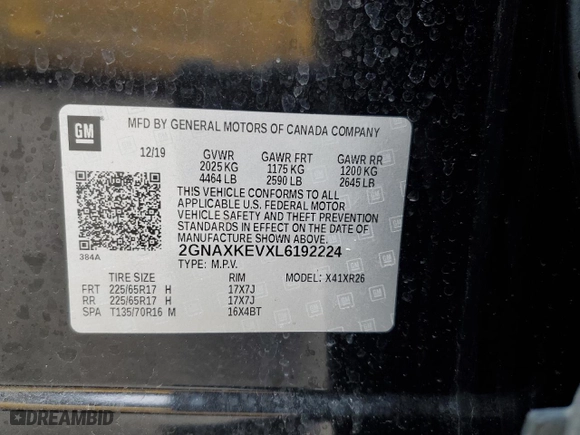 GM
MFD BY GENERAL MOTORS OF CANADA COMPANY
12/19 GVWR GAWR FRT GAWR RR
2025 KG 1175 KG 1200 KG
4464 LB 2590 LB 2645 LB
THIS VEHICLE CONFORMS TO ALL
APPLICABLE U.S. FEDERAL MOTOR
VEHICLE SAFETY AND THEFT PREVENTION
STANDARDS IN EFFECT ON THE DATE OF
MANUFACTURE SHOWN ABOVE.
384A
2GNAXKEVXL6192224
TYPE: M.P.V. MODEL: X41XR26
TIRE SIZE RIM
FRT 225/65R17 H 17X7J
RR 225/65R17 H 17X7J
SPA T135/70R16 M 16X4BT
DREAMBID